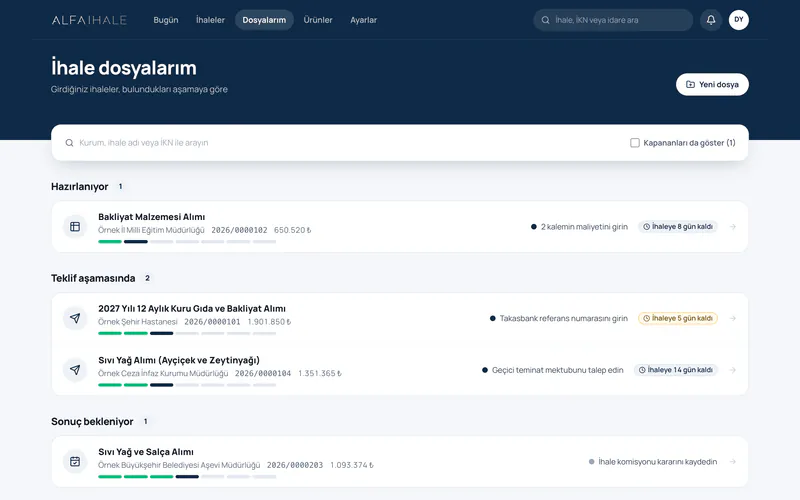 ALFAIHALE
Bugün İhaleler Dosyalarım Ürünler Ayarlar
İhale, İKN veya idare ara
DY
İhale dosyalarım
Girdiğiniz ihaleler, bulundukları aşamaya göre
Yeni dosya
Kurum, ihale adı veya İKN ile arayın
Kapananları da göster (1)
Hazırlanıyor 1
Bakliyat Malzemesi Alımı
Örnek İl Milli Eğitim Müdürlüğü 2026/0000102 650.520 ₺
2 kalemin maliyetini girin
İhaleye 8 gün kaldı
Teklif aşamasında 2
2027 Yılı 12 Aylık Kuru Gıda ve Bakliyat Alımı
Örnek Şehir Hastanesi 2026/0000101 1.901.850 ₺
Takasbank referans numarasını girin
İhaleye 5 gün kaldı
Sıvı Yağ Alımı (Ayçiçek ve Zeytinyağı)
Örnek Ceza İnfaz Kurumu Müdürlüğü 2026/0000104 1.351.365 ₺
Geçici teminat mektubunu talep edin
İhaleye 14 gün kaldı
Sonuç bekleniyor 1
Sıvı Yağ ve Salça Alımı
Örnek Büyükşehir Belediyesi Aşevi Müdürlüğü 2026/0000203 1.093.374 ₺
İhale komisyonu kararını kaydedin